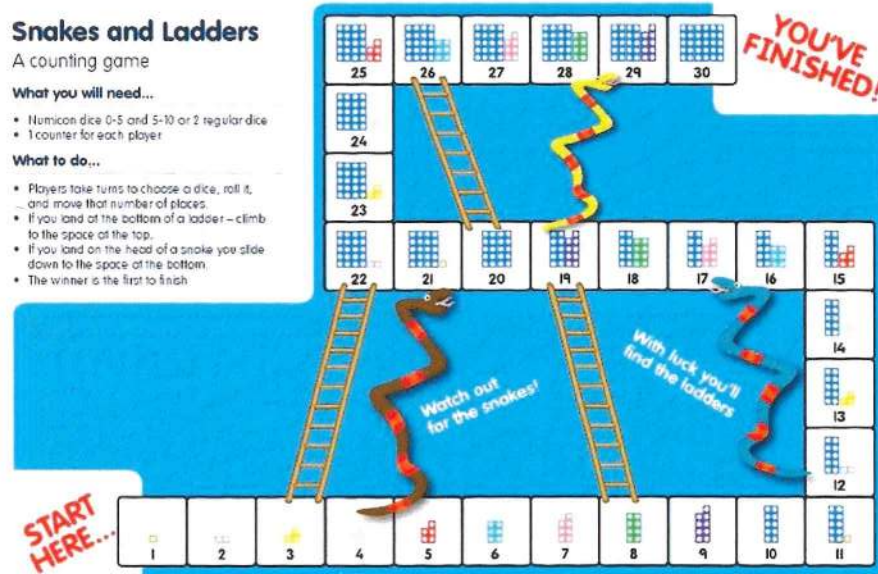 Snakes and Ladders
A counting game
What you will need...
• Numicon dice 0-5 and 5-10 or 2 regular dice
• 1 counter for each player
What to do...
• Players take turns to choose a dice, roll it,
and move that number of places.
• If you land at the bottom of a ladder – climb
to the space at the top.
• If you land on the head of a snake you slide
down to the space at the bottom
• The winner is the first to finish
25 26 27 28 29 30
YOU'VE
FINISHED!
24
23
22 21 20 19 18 17 16 15
14
Watch out
for the snakes!
With luck you'll
find the ladders
13
12
START
HERE...
1 2 3 4 5 6 7 8 9 10 11